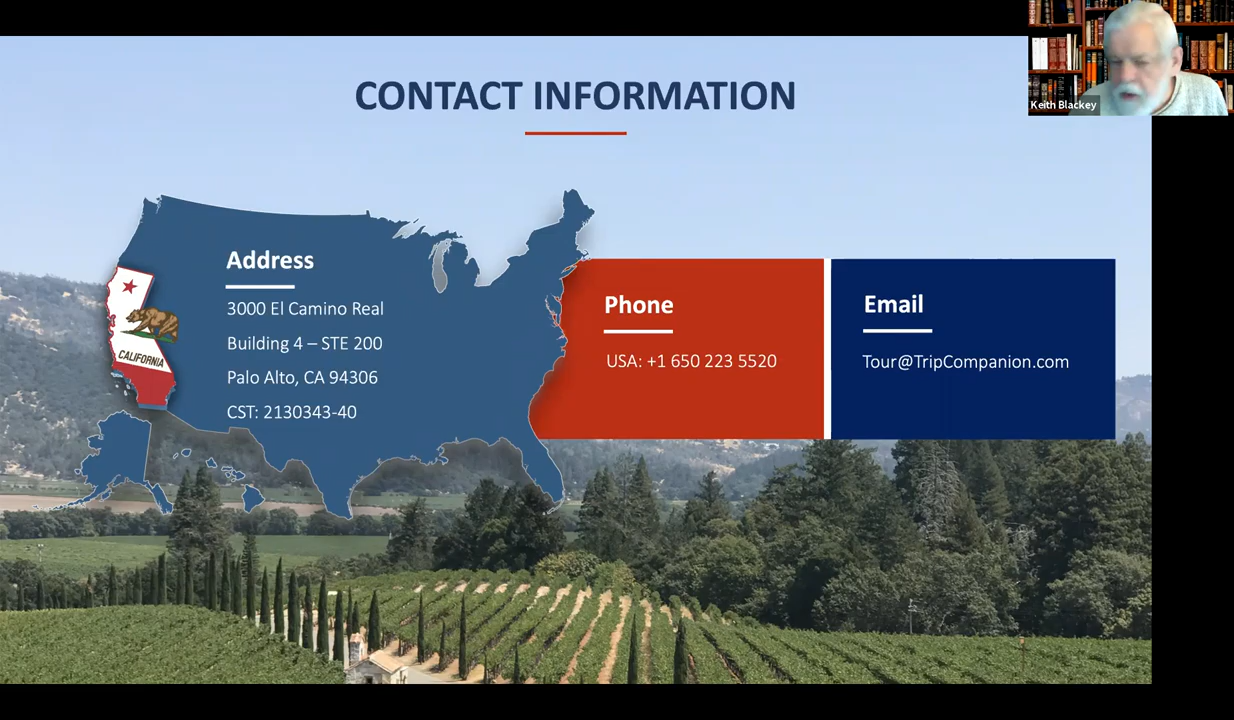 CONTACT INFORMATION
Keith Blackey
Address
3000 El Camino Real
Building 4 – STE 200
Palo Alto, CA 94306
CST: 2130343-40
CALIFORNIA
Phone
USA: +1 650 223 5520
Email
Tour@TripCompanion.com